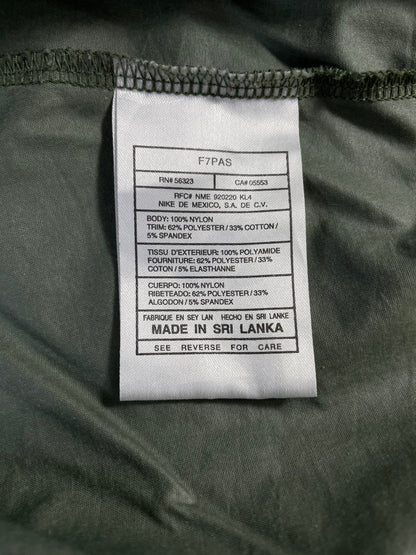 F7PAS
RN# 56323 CA# 05553
RFC# NME 920220 KL4
NIKE DE MEXICO, S.A. DE C.V.
BODY: 100% NYLON
TRIM: 62% POLYESTER / 33% COTTON /
5% SPANDEX
TISSU D'EXTERIEUR: 100% POLYAMIDE
FOURNITURE: 62% POLYESTER / 33%
COTON / 5% ELASTHANNE
CUERPO: 100% NYLON
RIBETEADO: 62% POLYESTER / 33%
ALGODON / 5% SPANDEX
FABRIQUE EN SEY LAN HECHO EN SRI LANKE
MADE IN SRI LANKA
SEE REVERSE FOR CARE